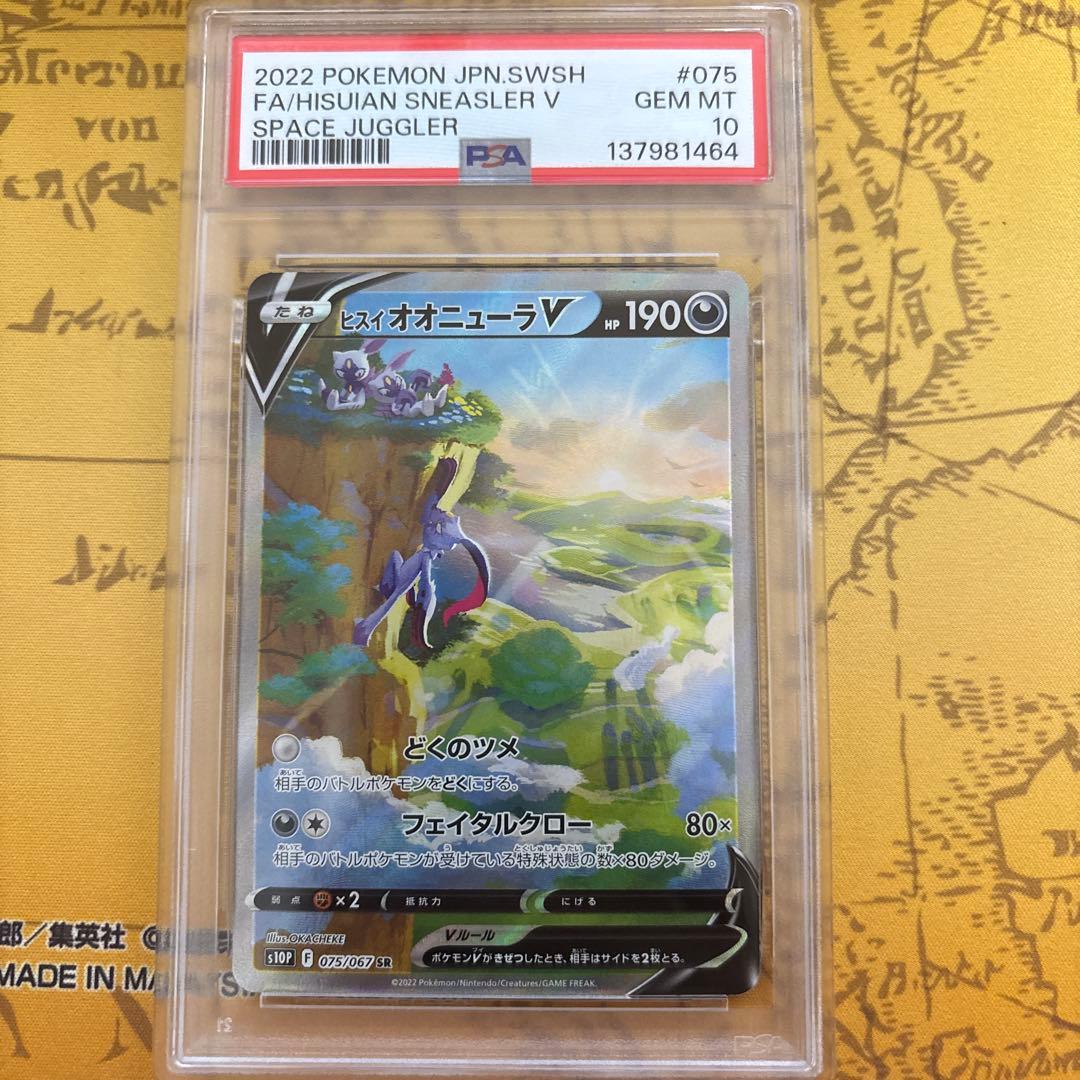 2022 POKEMON JPN.SWSH #075
FA/HISUIAN SNEASLER V GEM MT
SPACE JUGGLER 10
PSA 137981464
たね ヒスイ オオニューラV HP 190
どくのツメ
相手のバトルポケモンをどくにする。
フェイタルクロー 80×
相手のバトルポケモンが受けている特殊状態の数×80ダメージ。
弱点 ×2 抵抗力 にげる
Illus. OKACHEKE
Vルール
s10P F 075/067 SR
ポケモンVがきぜつしたとき、相手はサイドを2枚とる。
©2022 Pokémon/Nintendo/Creatures/GAME FREAK.
郎／集英社
MADE IN MA
PSA